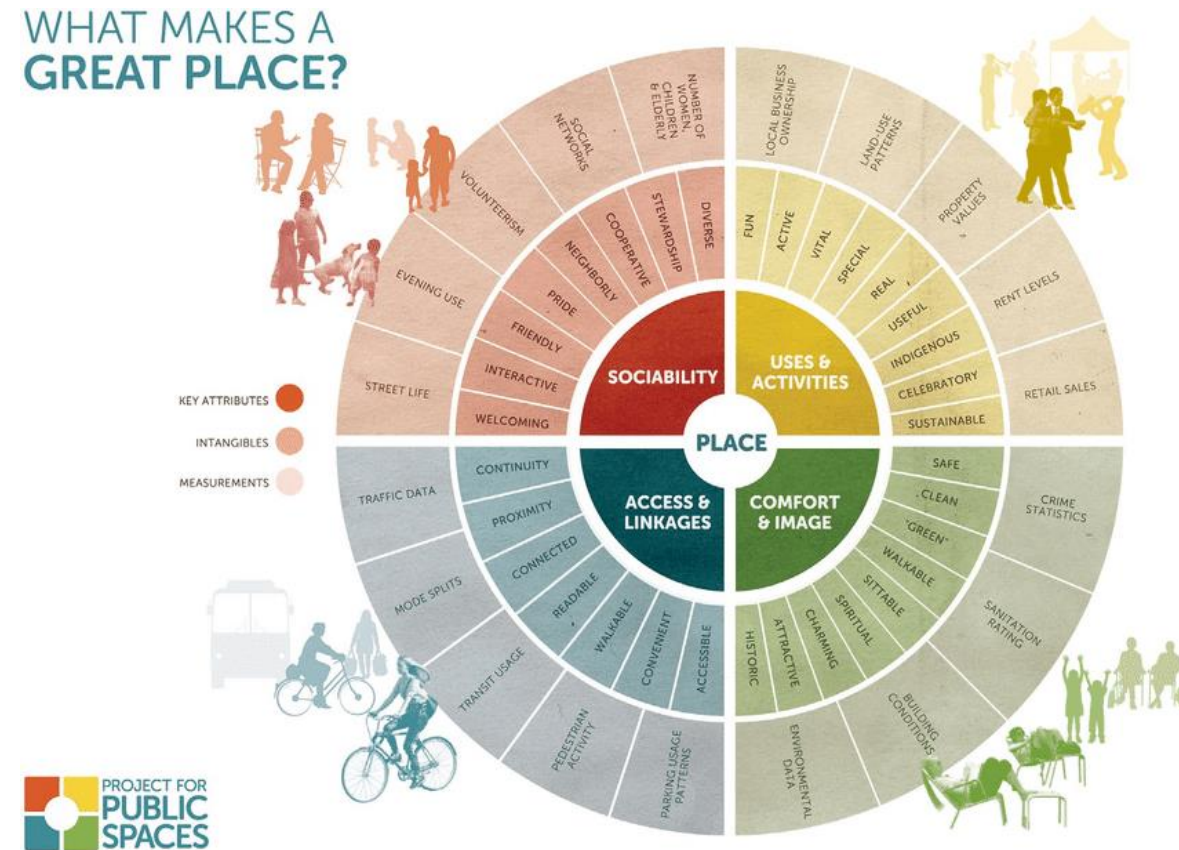 WHAT MAKES A
GREAT PLACE?
NUMBER OF
WOMEN,
CHILDREN
& ELDERLY
SOCIAL
NETWORKS
VOLUNTEERISM
EVENING USE
STREET LIFE
LOCAL BUSINESS
OWNERSHIP
LAND-USE
PATTERNS
PROPERTY
VALUES
RENT LEVELS
RETAIL SALES
DIVERSE
STEWARDSHIP
COOPERATIVE
NEIGHBORLY
PRIDE
FRIENDLY
INTERACTIVE
WELCOMING
FUN
ACTIVE
VITAL
SPECIAL
REAL
USEFUL
INDIGENOUS
CELEBRATORY
SUSTAINABLE
SOCIABILITY
USES &
ACTIVITIES
PLACE
ACCESS &
LINKAGES
COMFORT
& IMAGE
KEY ATTRIBUTES
INTANGIBLES
MEASUREMENTS
CONTINUITY
PROXIMITY
CONNECTED
READABLE
WALKABLE
CONVENIENT
ACCESSIBLE
SAFE
CLEAN
"GREEN"
WALKABLE
SITTABLE
SPIRITUAL
CHARMING
ATTRACTIVE
HISTORIC
TRAFFIC DATA
MODE SPLITS
TRANSIT USAGE
PEDESTRIAN
ACTIVITY
PARKING USAGE
PATTERNS
CRIME
STATISTICS
SANITATION
RATING
BUILDING
CONDITIONS
ENVIRONMENTAL
DATA
PROJECT FOR
PUBLIC
SPACES